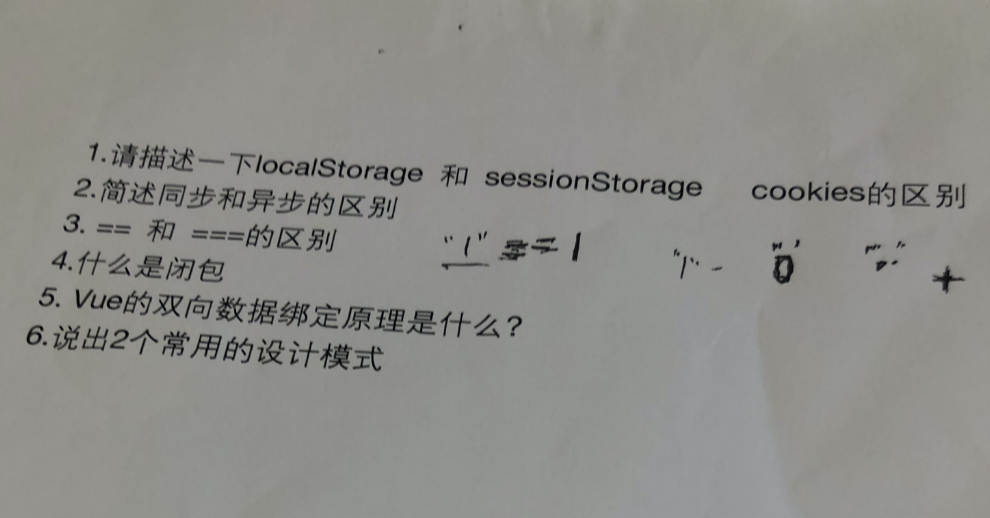 1.请描述一下localStorage 和 sessionStorage cookies的区别
2.简述同步和异步的区别
3. == 和 ===的区别 "1" == 1
4.什么是闭包
5. Vue的双向数据绑定原理是什么?
6.说出2个常用的设计模式